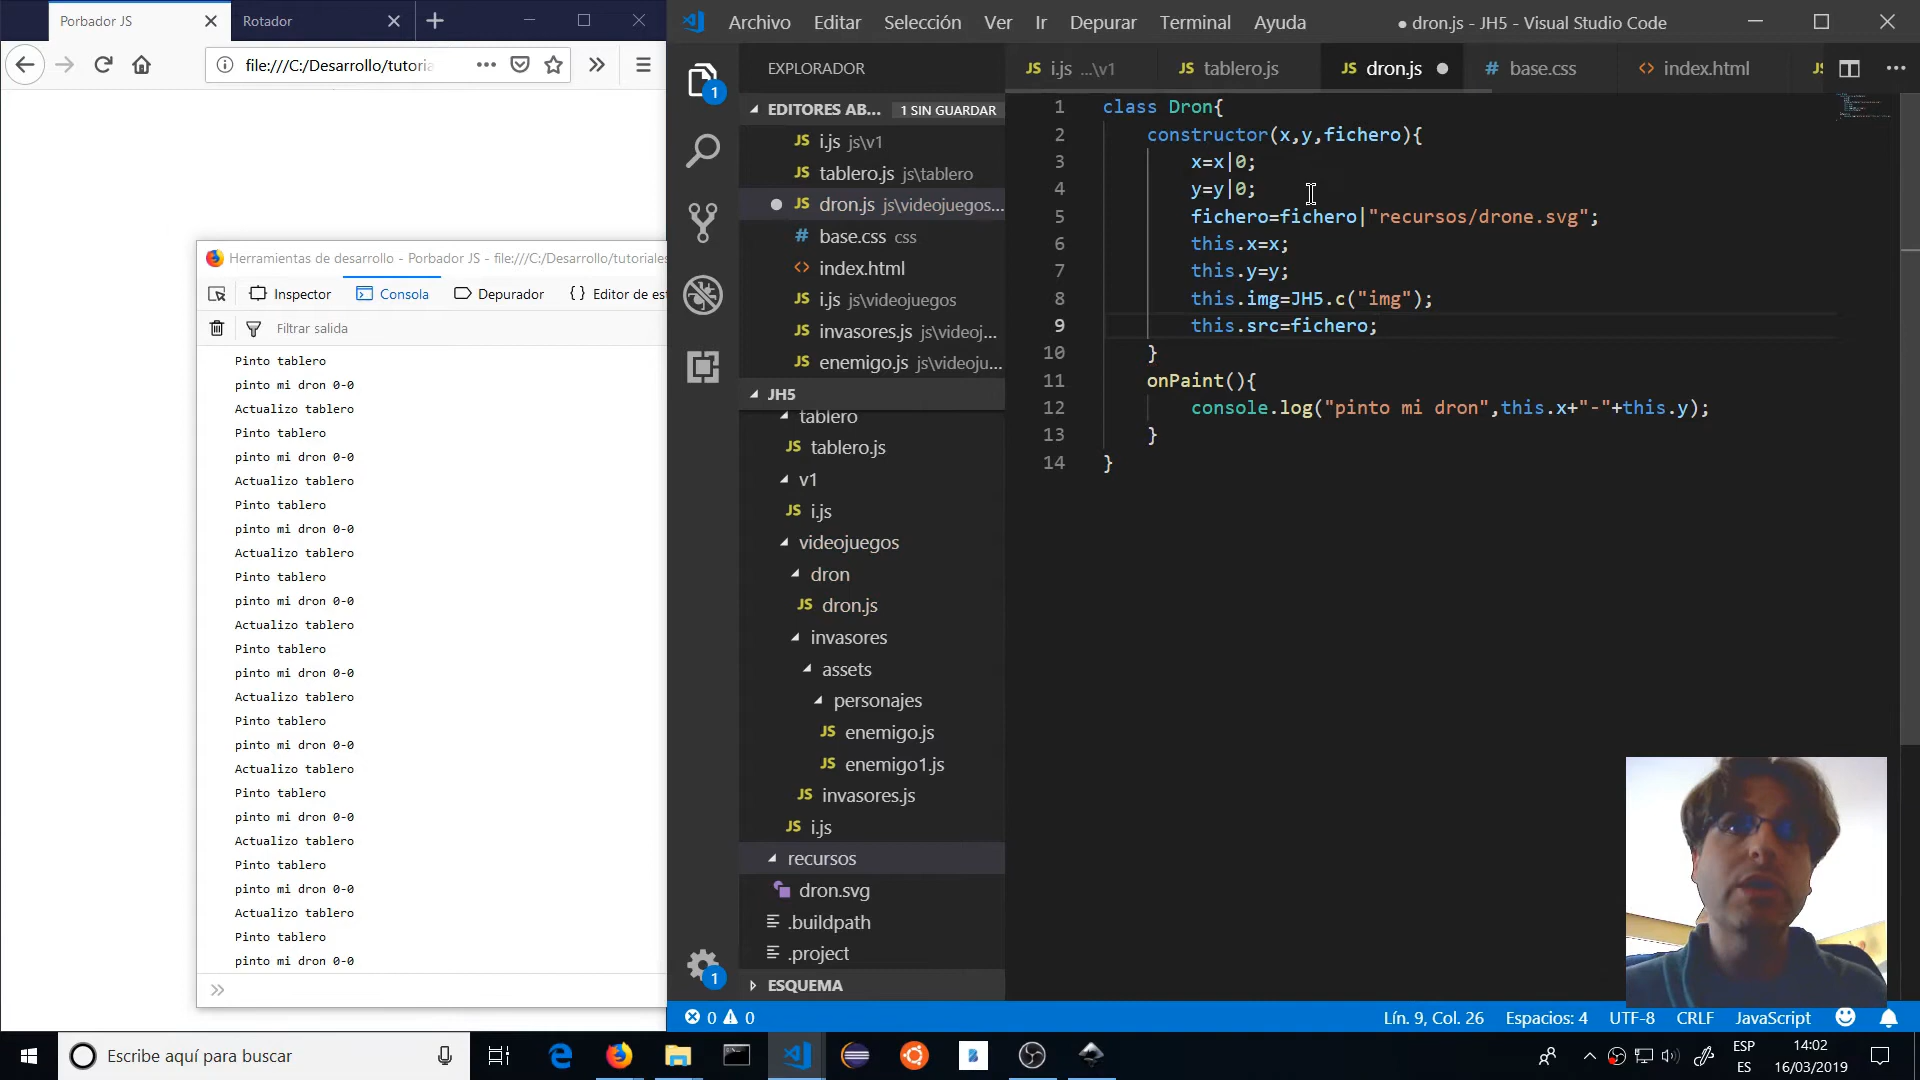 Porbador JS
Rotador
file:///C:/Desarrollo/tutoria
Herramientas de desarrollo - Porbador JS - file:///C:/Desarrollo/tutoriales
Inspector
Consola
Depurador
{ } Editor de est
Filtrar salida
Pinto tablero
pinto mi dron 0-0
Actualizo tablero
Pinto tablero
pinto mi dron 0-0
Actualizo tablero
Pinto tablero
pinto mi dron 0-0
Actualizo tablero
Pinto tablero
pinto mi dron 0-0
Actualizo tablero
Pinto tablero
pinto mi dron 0-0
Actualizo tablero
Pinto tablero
pinto mi dron 0-0
Actualizo tablero
Pinto tablero
pinto mi dron 0-0
Actualizo tablero
Pinto tablero
pinto mi dron 0-0
Actualizo tablero
Pinto tablero
pinto mi dron 0-0
Archivo Editar Selección Ver Ir Depurar Terminal Ayuda
● dron.js - JH5 - Visual Studio Code
EXPLORADOR
EDITORES AB... 1 SIN GUARDAR
JS i.js js\v1
JS tablero.js js\tablero
JS dron.js js\videojuegos...
# base.css css
<> index.html
JS i.js js\videojuegos
JS invasores.js js\videoj...
JS enemigo.js js\videoju...
JH5
tablero
JS tablero.js
v1
JS i.js
videojuegos
dron
JS dron.js
invasores
assets
personajes
JS enemigo.js
JS enemigo1.js
JS invasores.js
JS i.js
recursos
dron.svg
.buildpath
.project
ESQUEMA
1
1
JS i.js ...\v1
JS tablero.js
JS dron.js
# base.css
<> index.html
1 class Dron{
2 constructor(x,y,fichero){
3 x=x|0;
4 y=y|0;
5 fichero=fichero|"recursos/drone.svg";
6 this.x=x;
7 this.y=y;
8 this.img=JH5.c("img");
9 this.src=fichero;
10 }
11 onPaint(){
12 console.log("pinto mi dron",this.x+"-"+this.y);
13 }
14 }
0 0
Lín. 9, Col. 26
Espacios: 4
UTF-8
CRLF
JavaScript
Escribe aquí para buscar
B
ESP
ES
14:02
16/03/2019